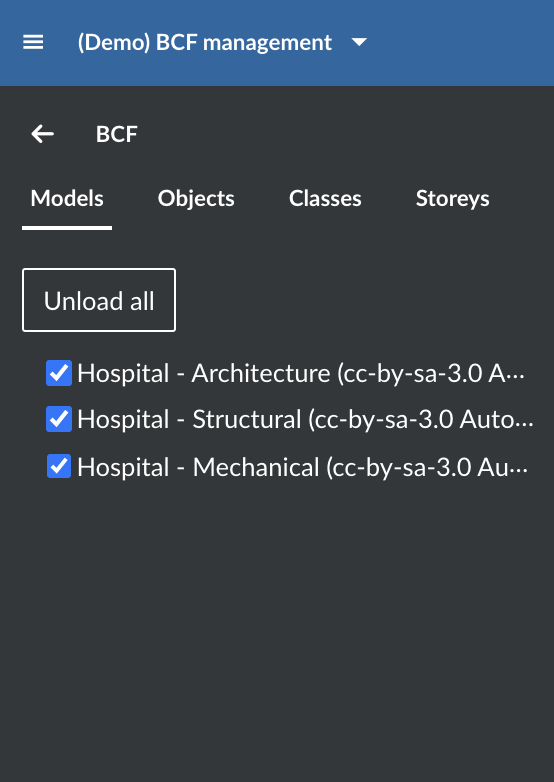 (Demo) BCF management
BCF
Models Objects Classes Storeys
Unload all
Hospital - Architecture (cc-by-sa-3.0 A...
Hospital - Structural (cc-by-sa-3.0 Auto...
Hospital - Mechanical (cc-by-sa-3.0 Au...